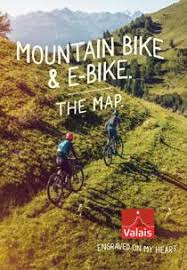 MOUNTAIN BIKE
& E-BIKE.
THE MAP.
Valais
ENGRAVED ON MY HEART.